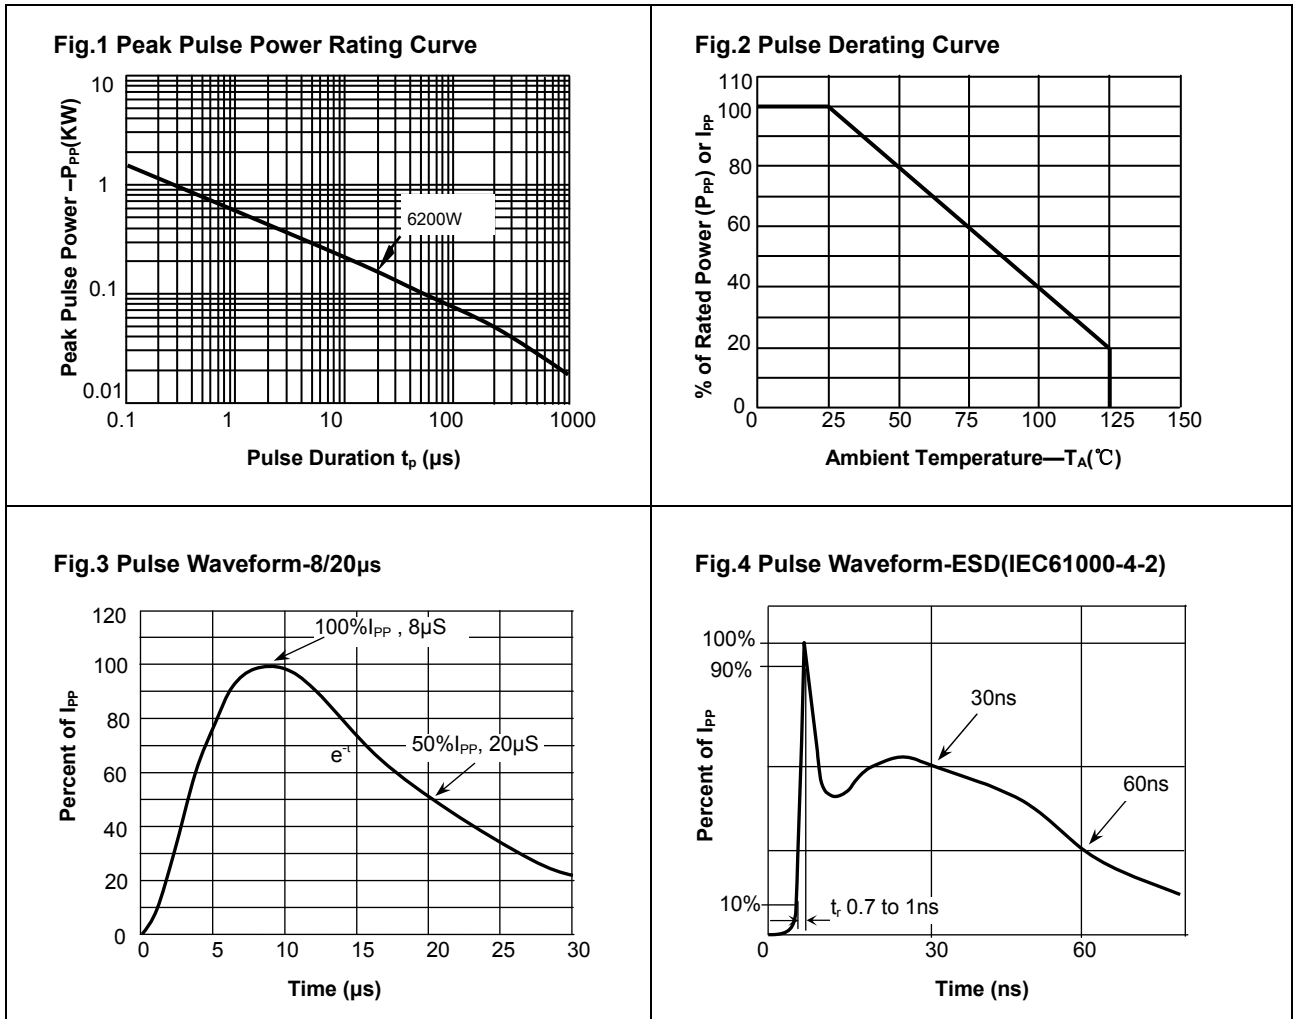 Fig.1 Peak Pulse Power Rating Curve
Peak Pulse Power –PPP(KW)
10
1
0.1
0.01
6200W
0.1 1 10 100 1000
Pulse Duration tp (µs)
Fig.2 Pulse Derating Curve
% of Rated Power (PPP) or IPP
110
100
80
60
40
20
0
25 50 75 100 125 150
Ambient Temperature—TA(℃)
Fig.3 Pulse Waveform-8/20µs
Percent of IPP
120
100
80
60
40
20
0
100%IPP , 8µS
e-t
50%IPP, 20µS
0 5 10 15 20 25 30
Time (µs)
Fig.4 Pulse Waveform-ESD(IEC61000-4-2)
Percent of IPP
100%
90%
10%
30ns
60ns
tr 0.7 to 1ns
0 30 60
Time (ns)